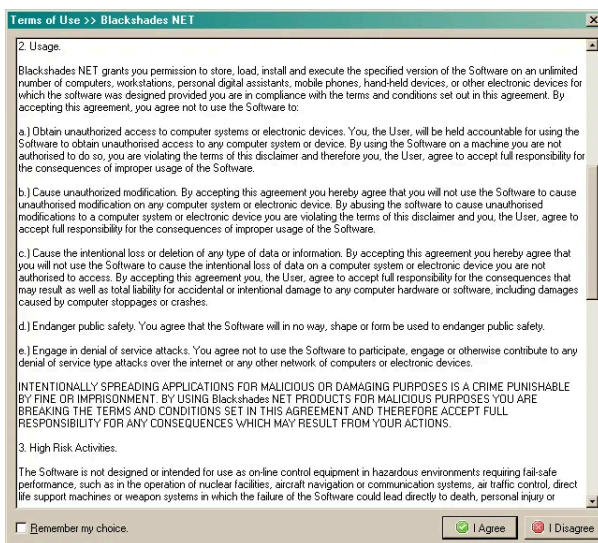 Terms of Use >> Blackshades NET
2. Usage.
Blackshades NET grants you permission to store, load, install and execute the specified version of the Software on an unlimited
number of computers, workstations, personal digital assistants, mobile phones, hand-held devices, or other electronic devices for
which the software was designed provided you are in compliance with the terms and conditions set out in this agreement. By
accepting this agreement, you agree not to use the Software to:
a.) Obtain unauthorized access to computer systems or electronic devices. You, the User, will be held accountable for using the
Software to obtain unauthorised access to any computer system or device. By using the Software on a machine you are not
authorised to do so, you are violating the terms of this disclaimer and therefore you, the User, agree to accept full responsibility for
the consequences of improper usage of the Software.
b.) Cause unauthorized modification. By accepting this agreement you hereby agree that you will not use the Software to cause
unauthorised modification on any computer system or electronic device. By abusing the software to cause unauthorised
modifications to a computer system or electronic device you are violating the terms of this disclaimer and you, the User, agree to
accept full responsibility for the consequences of improper usage of the Software.
c.) Cause the intentional loss or deletion of any type of data or information. By accepting this agreement you hereby agree that
you will not use the Software to cause the intentional loss of data on a computer system or electronic device you are not
authorised to access. By accepting this agreement you, the User, agree to accept full responsibility for the consequences that
may result as well as total liability for accidental or intentional damage to any computer hardware or software, including damages
caused by computer stoppages or crashes.
d.) Endanger public safety. You agree that the Software will in no way, shape or form be used to endanger public safety.
e.) Engage in denial of service attacks. You agree not to use the Software to participate, engage or otherwise contribute to any
denial of service type attacks over the internet or any other network of computers or electronic devices.
INTENTIONALLY SPREADING APPLICATIONS FOR MALICIOUS OR DAMAGING PURPOSES IS A CRIME PUNISHABLE
BY FINE OR IMPRISONMENT. BY USING Blackshades NET PRODUCTS FOR MALICIOUS PURPOSES YOU ARE
BREAKING THE TERMS AND CONDITIONS SET IN THIS AGREEMENT AND THEREFORE ACCEPT FULL
RESPONSIBILITY FOR ANY CONSEQUENCES WHICH MAY RESULT FROM YOUR ACTIONS.
3. High Risk Activities.
The Software is not designed or intended for use as on-line control equipment in hazardous environments requiring fail-safe
performance, such as in the operation of nuclear facilities, aircraft navigation or communication systems, air traffic control, direct
life support machines or weapon systems in which the failure of the Software could lead directly to death, personal injury or
Remember my choice.
I Agree
I Disagree